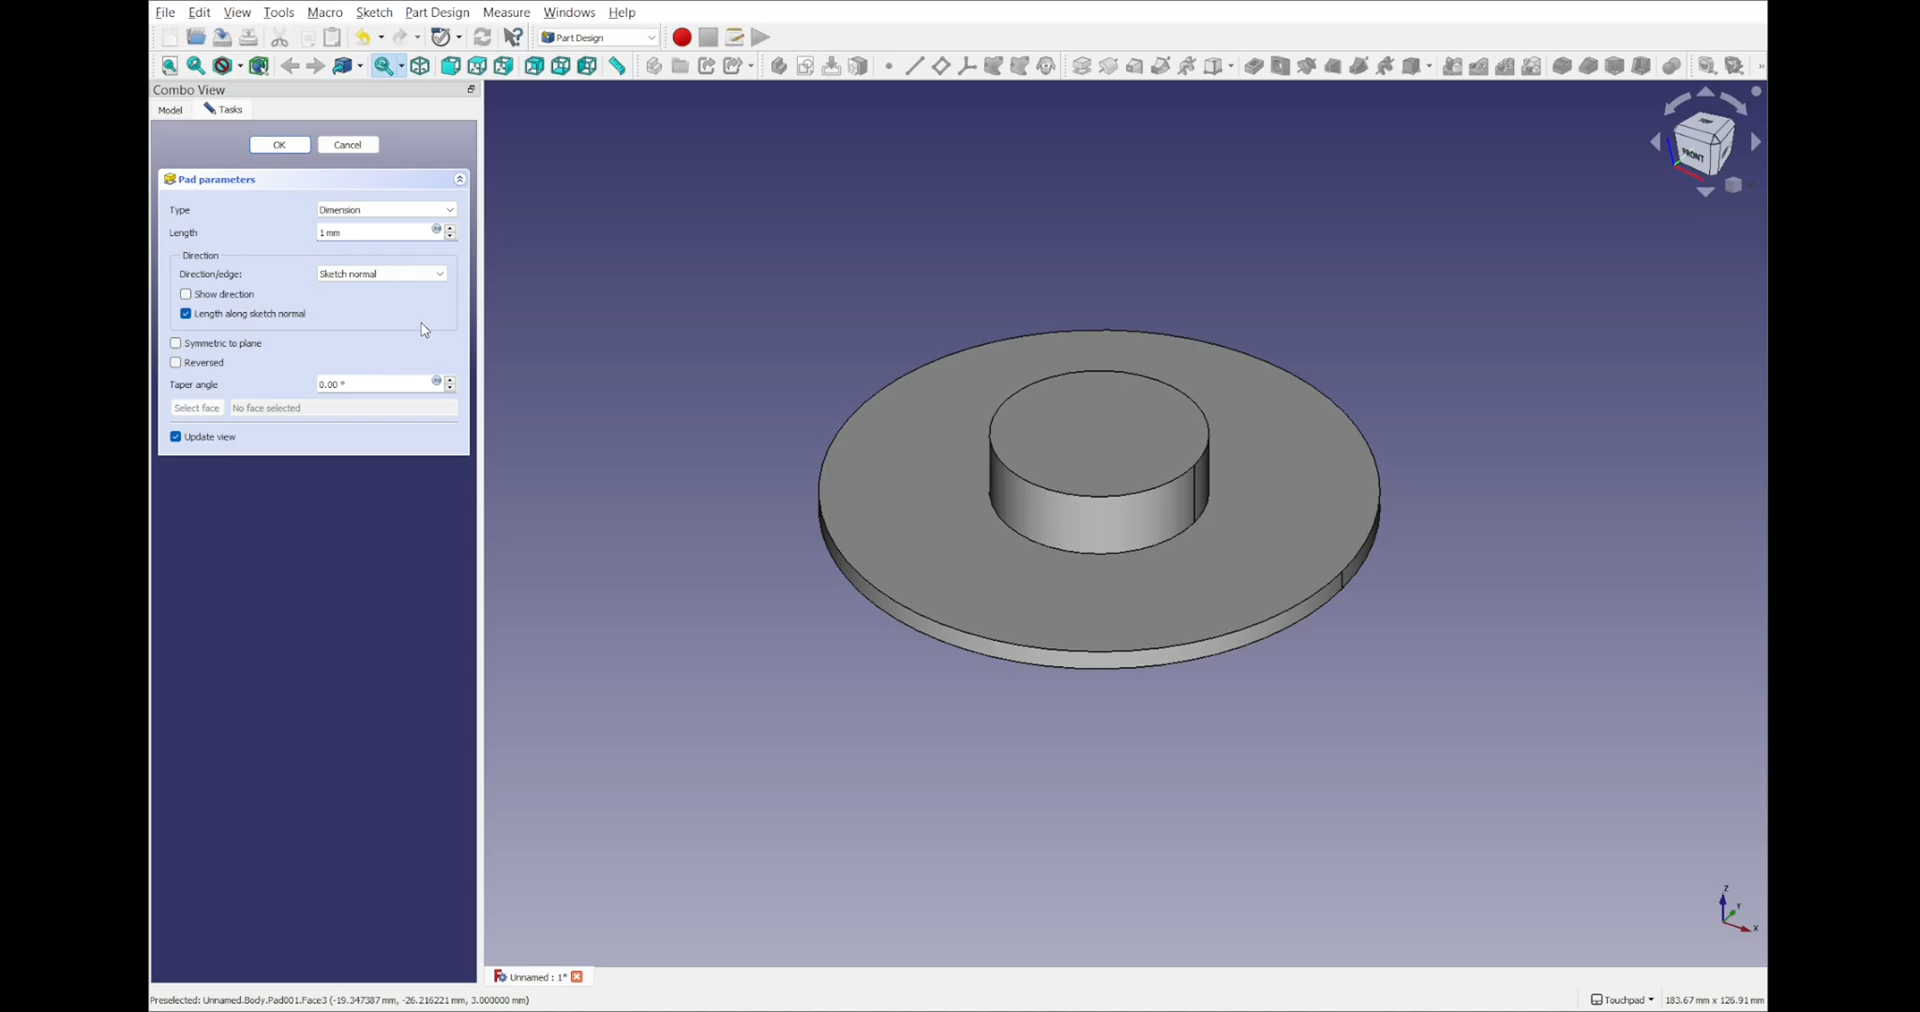 File Edit View Tools Macro Sketch Part Design Measure Windows Help
Part Design
Combo View
Model Tasks
OK Cancel
Pad parameters
Type Dimension
Length 1 mm
Direction
Direction/edge: Sketch normal
Show direction
Length along sketch normal
Symmetric to plane
Reversed
Taper angle 0.00 °
Select face No face selected
Update view
TOP
FRONT
Z
Y
X
Unnamed : 1*
Preselected: Unnamed.Body.Pad001.Face3 (-19.347387 mm, -26.216221 mm, 3.000000 mm)
Touchpad 183.67 mm x 126.91 mm